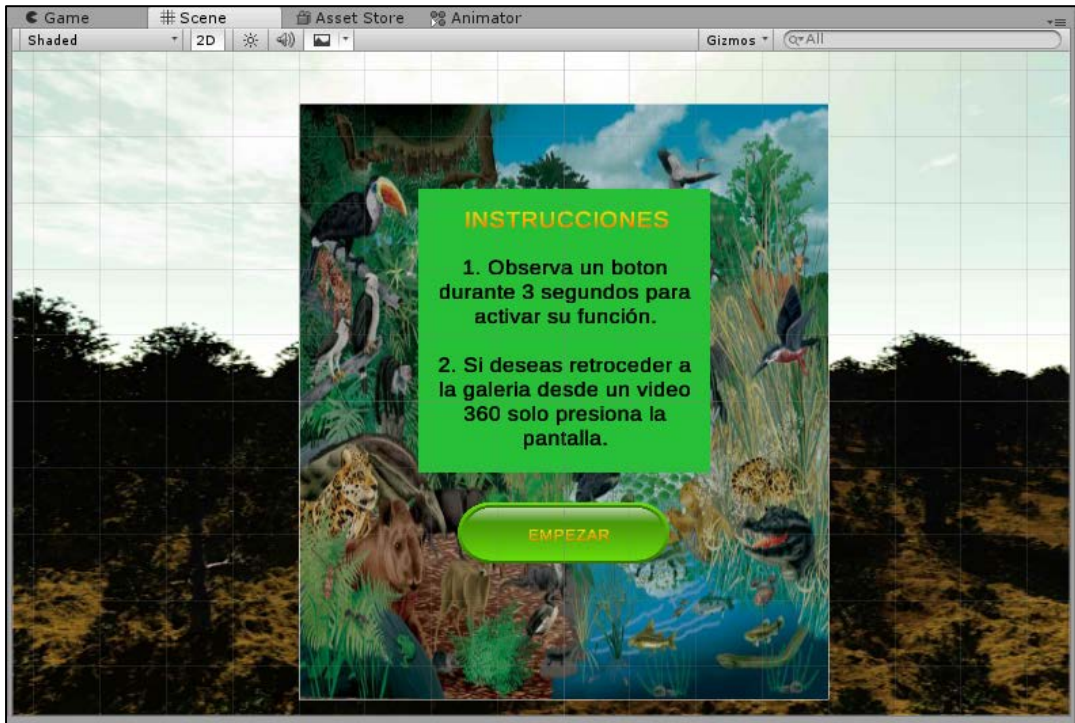 Game
Scene
Asset Store
Animator
Shaded
2D
Gizmos
All
INSTRUCCIONES
1. Observa un boton
durante 3 segundos para
activar su función.
2. Si deseas retroceder a
la galeria desde un video
360 solo presiona la
pantalla.
EMPEZAR